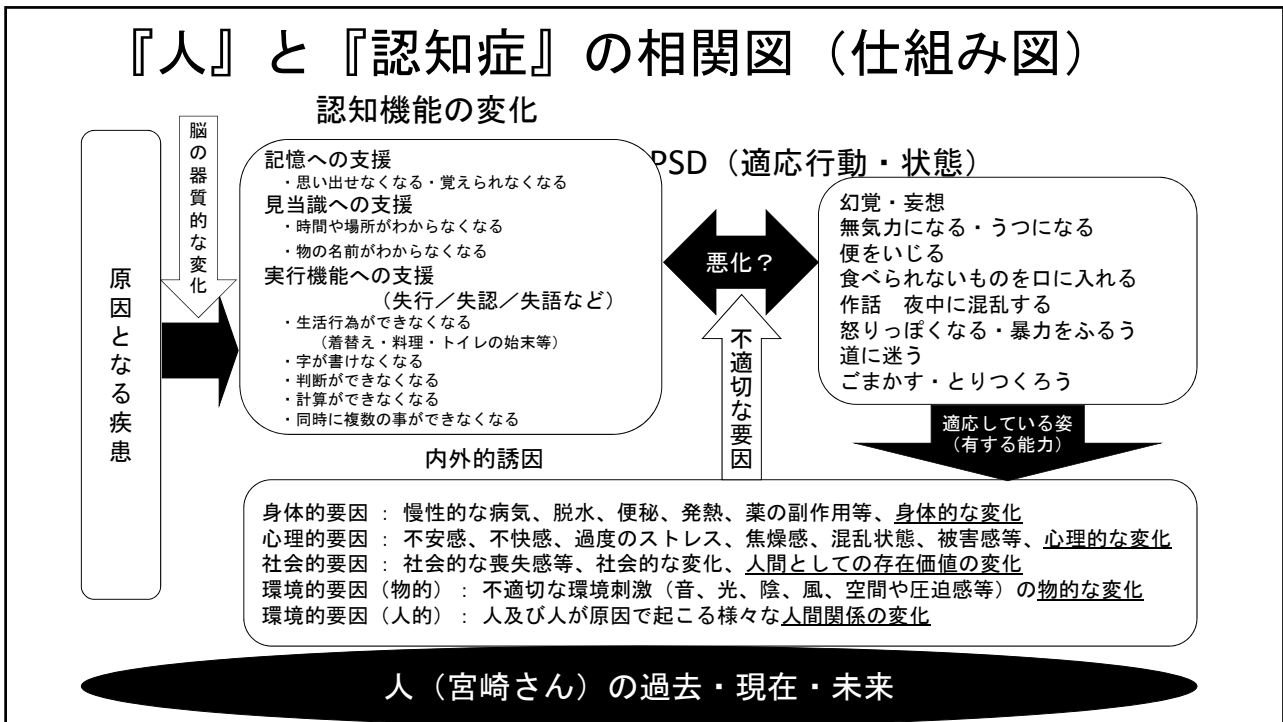 『人』と『認知症』の相関図（仕組み図）
認知機能の変化
原因となる疾患
脳の器質的な変化
記憶への支援
・思い出せなくなる・覚えられなくなる
見当識への支援
・時間や場所がわからなくなる
・物の名前がわからなくなる
実行機能への支援
（失行／失認／失語など）
・生活行為ができなくなる
（着替え・料理・トイレの始末等）
・字が書けなくなる
・判断ができなくなる
・計算ができなくなる
・同時に複数の事ができなくなる
PSD（適応行動・状態）
悪化？
不適切な要因
幻覚・妄想
無気力になる・うつになる
便をいじる
食べられないものを口に入れる
作話　夜中に混乱する
怒りっぽくなる・暴力をふるう
道に迷う
ごまかす・とりつくろう
適応している姿
（有する能力）
内外的誘因
身体的要因 ： 慢性的な病気、脱水、便秘、発熱、薬の副作用等、身体的な変化
心理的要因 ： 不安感、不快感、過度のストレス、焦燥感、混乱状態、被害感等、心理的な変化
社会的要因 ： 社会的な喪失感等、社会的な変化、人間としての存在価値の変化
環境的要因（物的） ： 不適切な環境刺激（音、光、陰、風、空間や圧迫感等）の物的な変化
環境的要因（人的） ： 人及び人が原因で起こる様々な人間関係の変化
人（宮崎さん）の過去・現在・未来